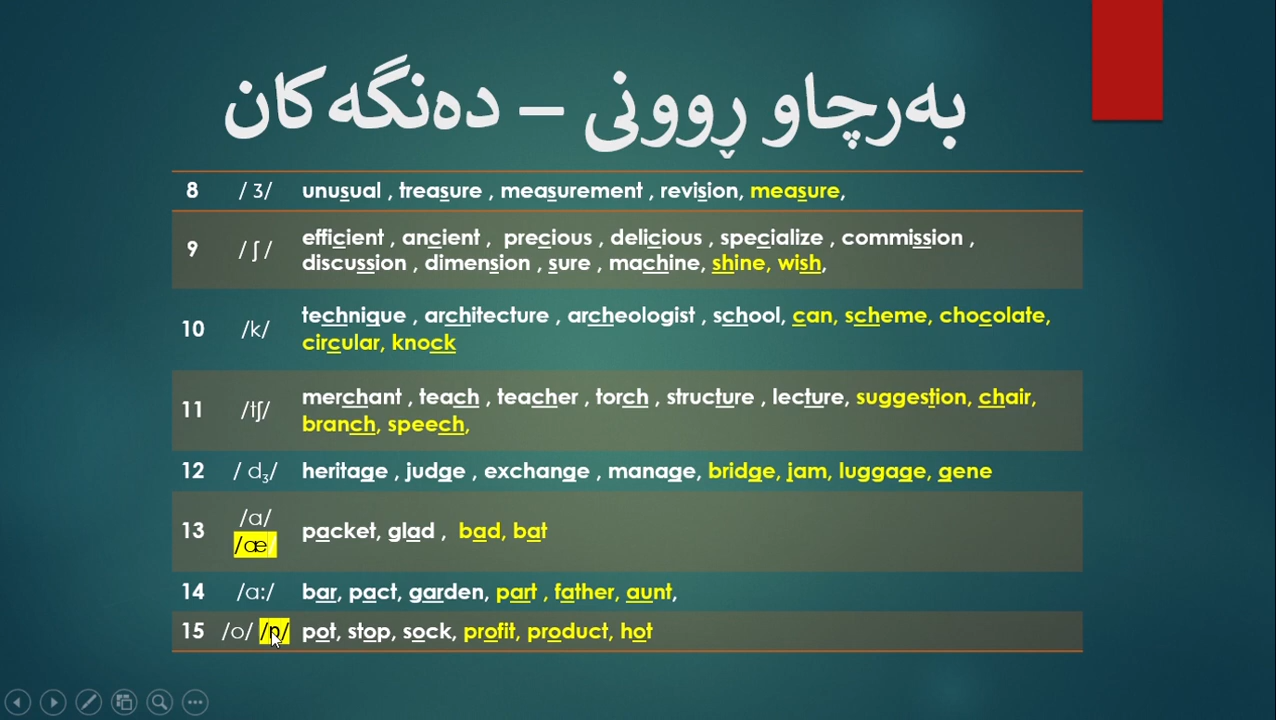 بەرچاو ڕوونی – دەنگەکان
8 / ʒ/ unusual , treasure , measurement , revision, measure,
9 / ʃ / efficient , ancient , precious , delicious , specialize , commission ,
discussion , dimension , sure , machine, shine, wish,
10 /k/ technique , architecture , archeologist , school, can, scheme, chocolate,
circular, knock
11 /tʃ/ merchant , teach , teacher , torch , structure , lecture, suggestion, chair,
branch, speech,
12 / dʒ/ heritage , judge , exchange , manage, bridge, jam, luggage, gene
13 /ɑ/ packet, glad , bad, bat
/æ/
14 /ɑ:/ bar, pact, garden, part , father, aunt,
15 /o/ /ɒ/ pot, stop, sock, profit, product, hot